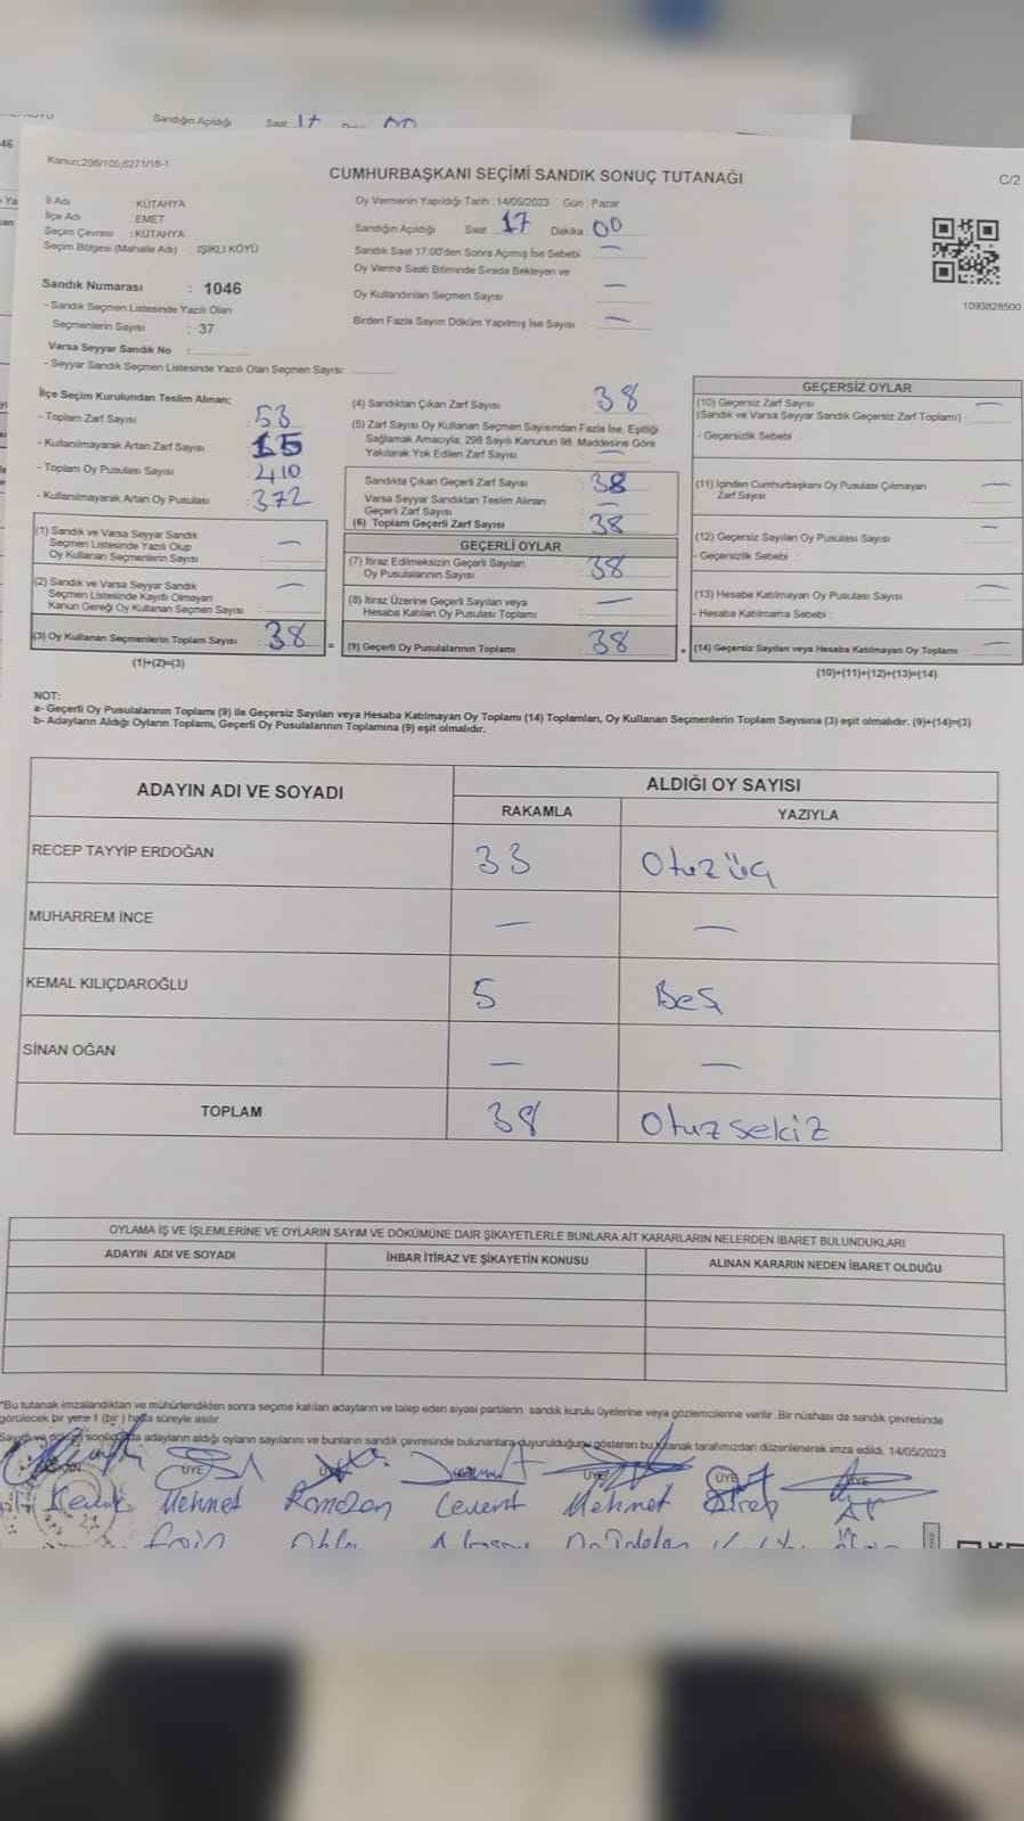 Sandığın Açıldığı Saat 17 00
46
Kanun:298/105,6271/18-1
CUMHURBAŞKANI SEÇİMİ SANDIK SONUÇ TUTANAĞI
C/2
İl Adı : KÜTAHYA
İlçe Adı : EMET
Seçim Çevresi : KÜTAHYA
Seçim Bölgesi (Mahalle Adı) : IŞIKLI KÖYÜ
Oy Vermenin Yapıldığı Tarih : 14/05/2023 Gün : Pazar
Sandığın Açıldığı Saat 17 Dakika 00
Sandık Saat 17:00'den Sonra Açılmış İse Sebebi —
Oy Verme Saati Bitiminde Sırada Bekleyen ve
Oy Kullandırılan Seçmen Sayısı —
Birden Fazla Sayım Döküm Yapılmış İse Sayısı —
1093828500
Sandık Numarası : 1046
- Sandık Seçmen Listesinde Yazılı Olan
Seçmenlerin Sayısı : 37
Varsa Seyyar Sandık No :
- Seyyar Sandık Seçmen Listesinde Yazılı Olan Seçmen Sayısı:
İlçe Seçim Kurulundan Teslim Alınan;
- Toplam Zarf Sayısı 53
- Kullanılmayarak Artan Zarf Sayısı 15
- Toplam Oy Pusulası Sayısı 410
- Kullanılmayarak Artan Oy Pusulası 372
(1) Sandık ve Varsa Seyyar Sandık
Seçmen Listesinde Yazılı Olup
Oy Kullanan Seçmenlerin Sayısı —
(2) Sandık ve Varsa Seyyar Sandık
Seçmen Listesinde Kayıtlı Olmayan
Kanun Gereği Oy Kullanan Seçmen Sayısı —
(3) Oy Kullanan Seçmenlerin Toplam Sayısı 38 =
(1)+(2)=(3)
(4) Sandıktan Çıkan Zarf Sayısı 38
(5) Zarf Sayısı Oy Kullanan Seçmen Sayısından Fazla İse, Eşitliği
Sağlamak Amacıyla; 298 Sayılı Kanunun 98. Maddesine Göre
Yakılarak Yok Edilen Zarf Sayısı —
Sandıkta Çıkan Geçerli Zarf Sayısı 38
Varsa Seyyar Sandıktan Teslim Alınan
Geçerli Zarf Sayısı —
(6) Toplam Geçerli Zarf Sayısı 38
GEÇERLİ OYLAR
(7) İtiraz Edilmeksizin Geçerli Sayılan
Oy Pusulalarının Sayısı 38
(8) İtiraz Üzerine Geçerli Sayılan veya
Hesaba Katılan Oy Pusulası Toplamı —
(9) Geçerli Oy Pusulalarının Toplamı 38 +
GEÇERSİZ OYLAR
(10) Geçersiz Zarf Sayısı —
(Sandık ve Varsa Seyyar Sandık Geçersiz Zarf Toplamı)
- Geçersizlik Sebebi :
(11) İçinden Cumhurbaşkanı Oy Pusulası Çıkmayan
Zarf Sayısı —
(12) Geçersiz Sayılan Oy Pusulası Sayısı —
- Geçersizlik Sebebi :
(13) Hesaba Katılmayan Oy Pusulası Sayısı —
- Hesaba Katılmama Sebebi :
(14) Geçersiz Sayılan veya Hesaba Katılmayan Oy Toplamı —
(10)+(11)+(12)+(13)=(14)
NOT:
a- Geçerli Oy Pusulalarının Toplamı (9) ile Geçersiz Sayılan veya Hesaba Katılmayan Oy Toplamı (14) Toplamları, Oy Kullanan Seçmenlerin Toplam Sayısına (3) eşit olmalıdır. (9)+(14)=(3)
b- Adayların Aldığı Oyların Toplamı, Geçerli Oy Pusulalarının Toplamına (9) eşit olmalıdır.
ADAYIN ADI VE SOYADI
ALDIĞI OY SAYISI
RAKAMLA YAZIYLA
RECEP TAYYİP ERDOĞAN 33 Otuzüç
MUHARREM İNCE — —
KEMAL KILIÇDAROĞLU 5 Beş
SİNAN OĞAN — —
TOPLAM 38 Otuzsekiz
OYLAMA İŞ VE İŞLEMLERİNE VE OYLARIN SAYIM VE DÖKÜMÜNE DAİR ŞİKAYETLERLE BUNLARA AİT KARARLARIN NELERDEN İBARET BULUNDUKLARI
ADAYIN ADI VE SOYADI İHBAR İTİRAZ VE ŞİKAYETİN KONUSU ALINAN KARARIN NEDEN İBARET OLDUĞU
*Bu tutanak imzalandıktan ve mühürlendikten sonra seçime katılan adayların ve talep eden siyasi partilerin sandık kurulu üyelerine veya gözlemcilerine verilir. Bir nüshası da sandık çevresinde
görülecek bir yere 1 (bir) hafta süreyle asılır.
Sayım ve döküm sonucunda adayların aldığı oyların sayılarını ve bunların sandık çevresinde bulunanlara duyurulduğunu gösteren bu tutanak tarafımızdan düzenlenerek imza edildi. 14/05/2023
ÜYE ÜYE ÜYE ÜYE
Mehmet Ramazan Levent Mehmet